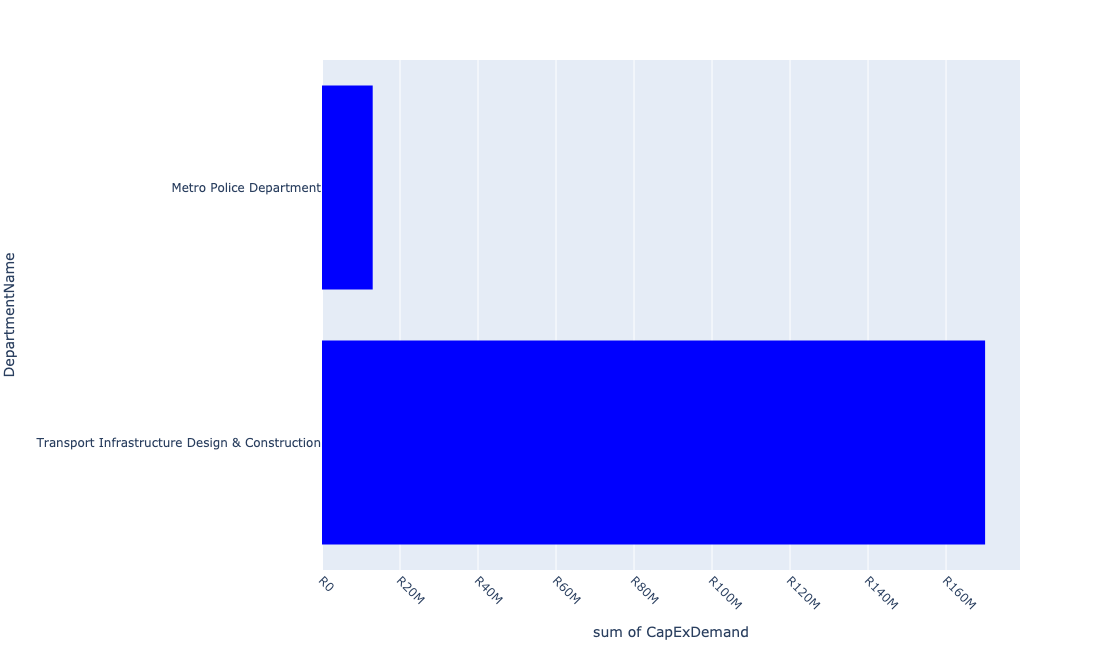 DepartmentName
Metro Police Department
Transport Infrastructure Design & Construction
R0
R20M
R40M
R60M
R80M
R100M
R120M
R140M
R160M
sum of CapExDemand